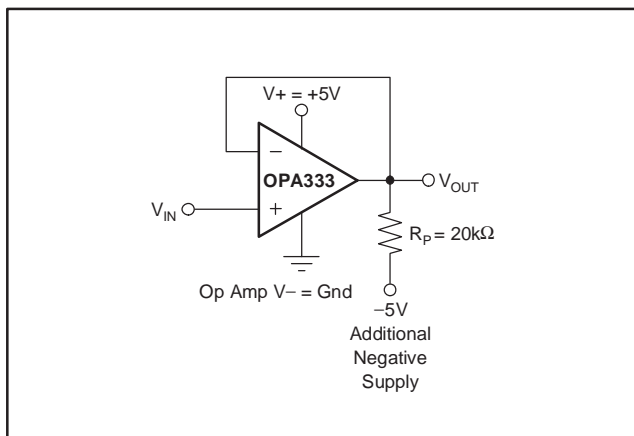 V+ = +5V
−
OPA333
V_IN
+
V_OUT
R_P = 20kΩ
Op Amp V− = Gnd
−5V
Additional
Negative
Supply